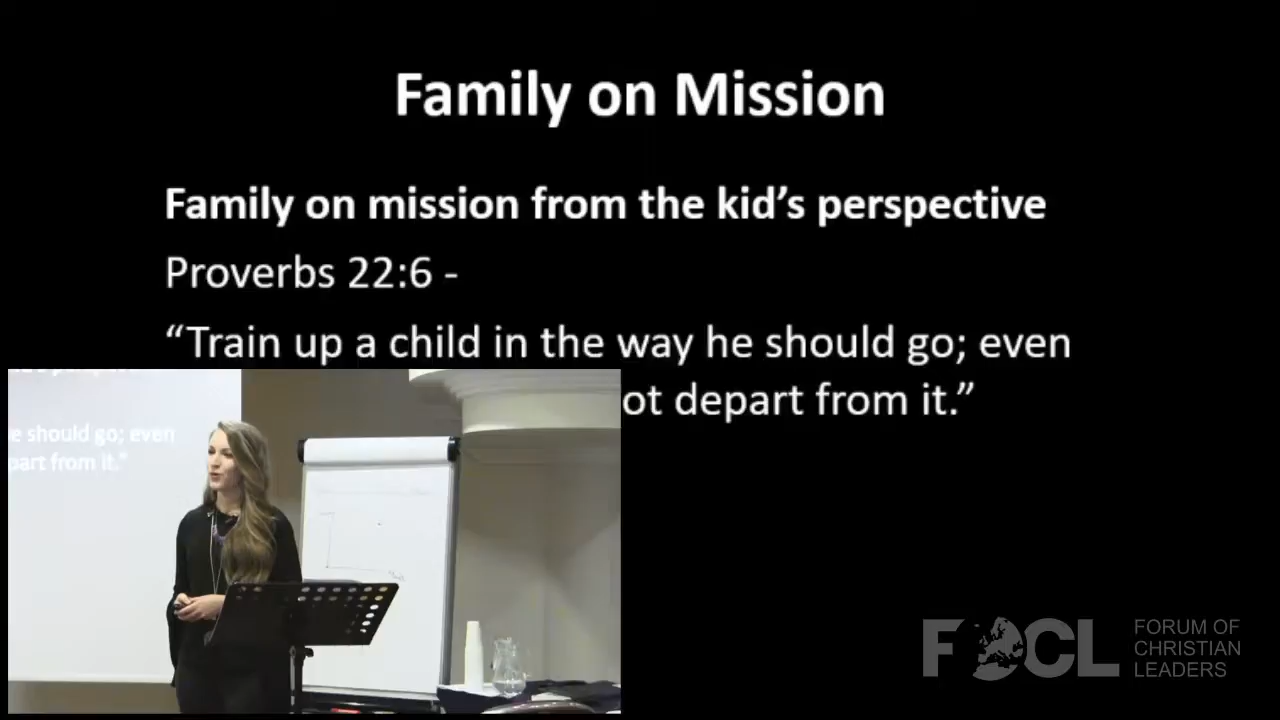 Family on Mission
Family on mission from the kid’s perspective
Proverbs 22:6 -
“Train up a child in the way he should go; even
ot depart from it.”
e should go; even
part from it.”
FOCL
FORUM OF
CHRISTIAN
LEADERS